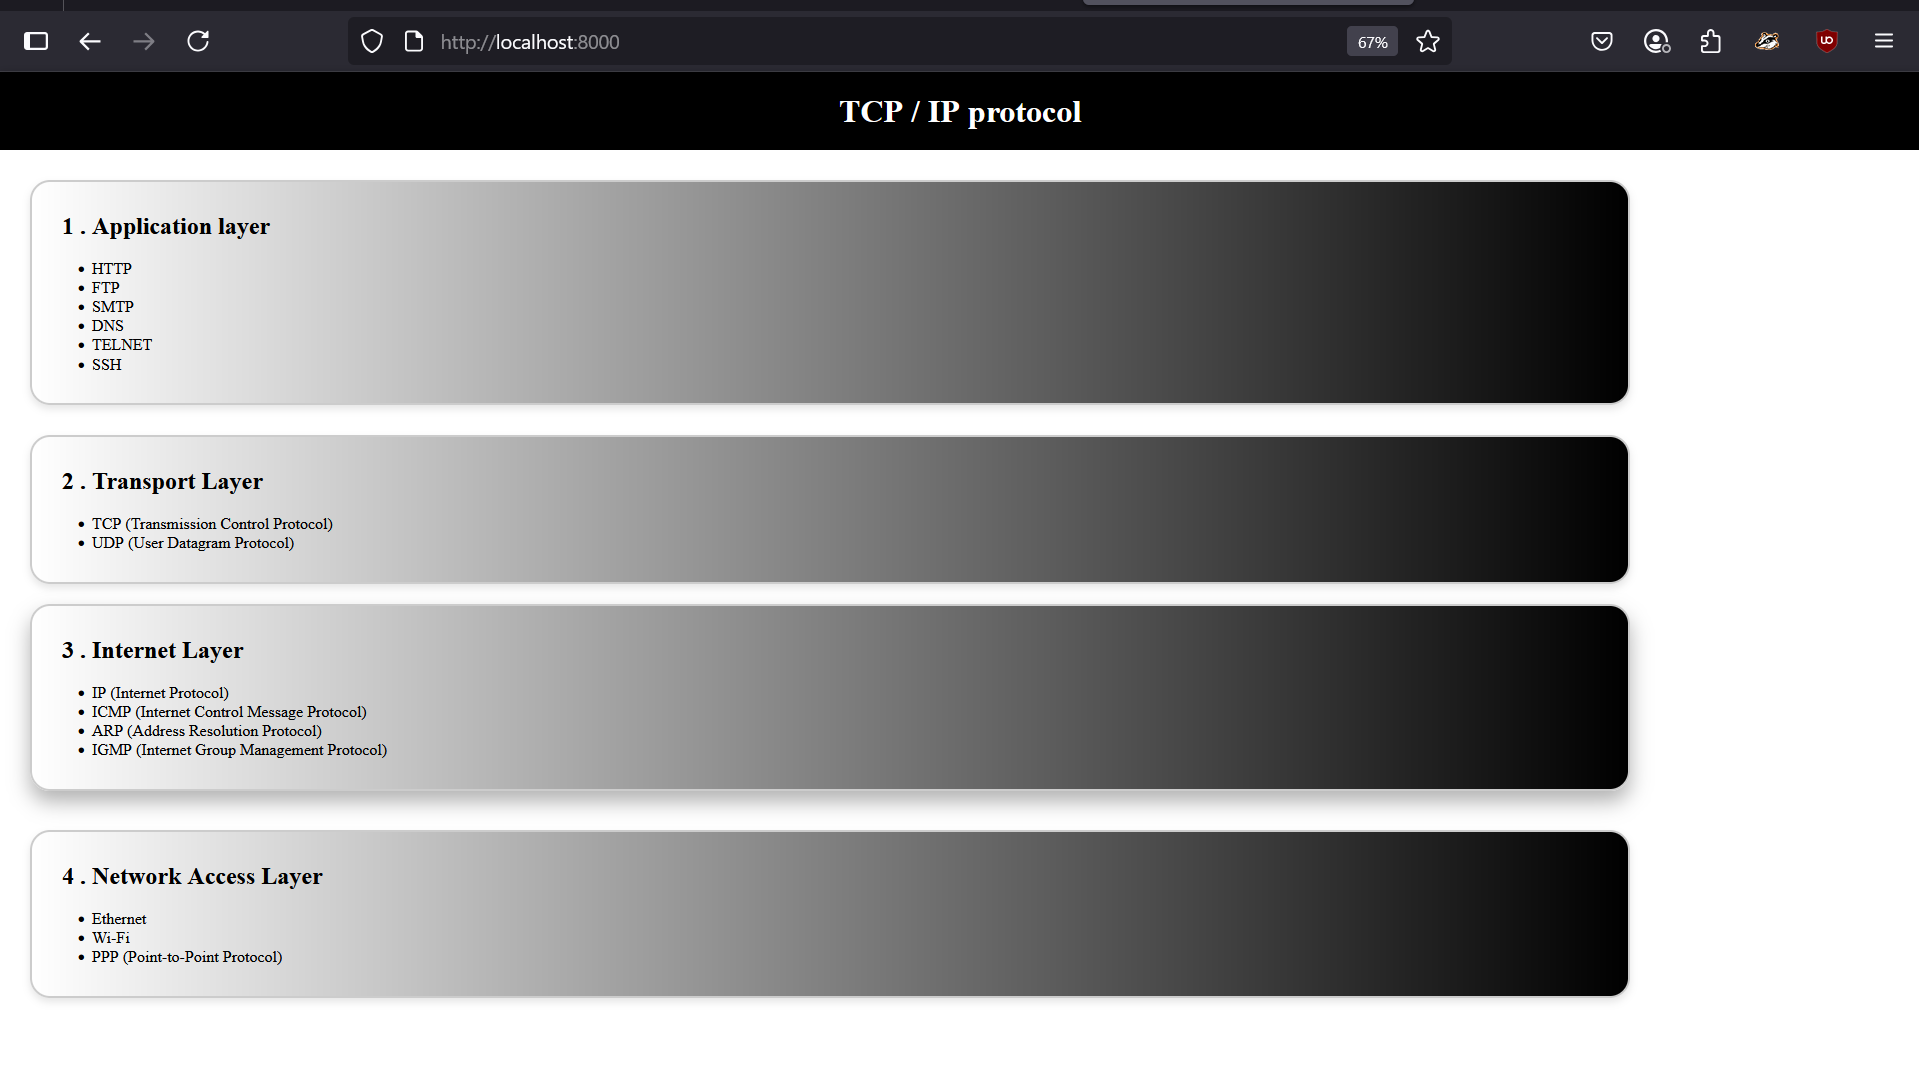 http://localhost:8000
67%
TCP / IP protocol
1 . Application layer
HTTP
FTP
SMTP
DNS
TELNET
SSH
2 . Transport Layer
TCP (Transmission Control Protocol)
UDP (User Datagram Protocol)
3 . Internet Layer
IP (Internet Protocol)
ICMP (Internet Control Message Protocol)
ARP (Address Resolution Protocol)
IGMP (Internet Group Management Protocol)
4 . Network Access Layer
Ethernet
Wi-Fi
PPP (Point-to-Point Protocol)